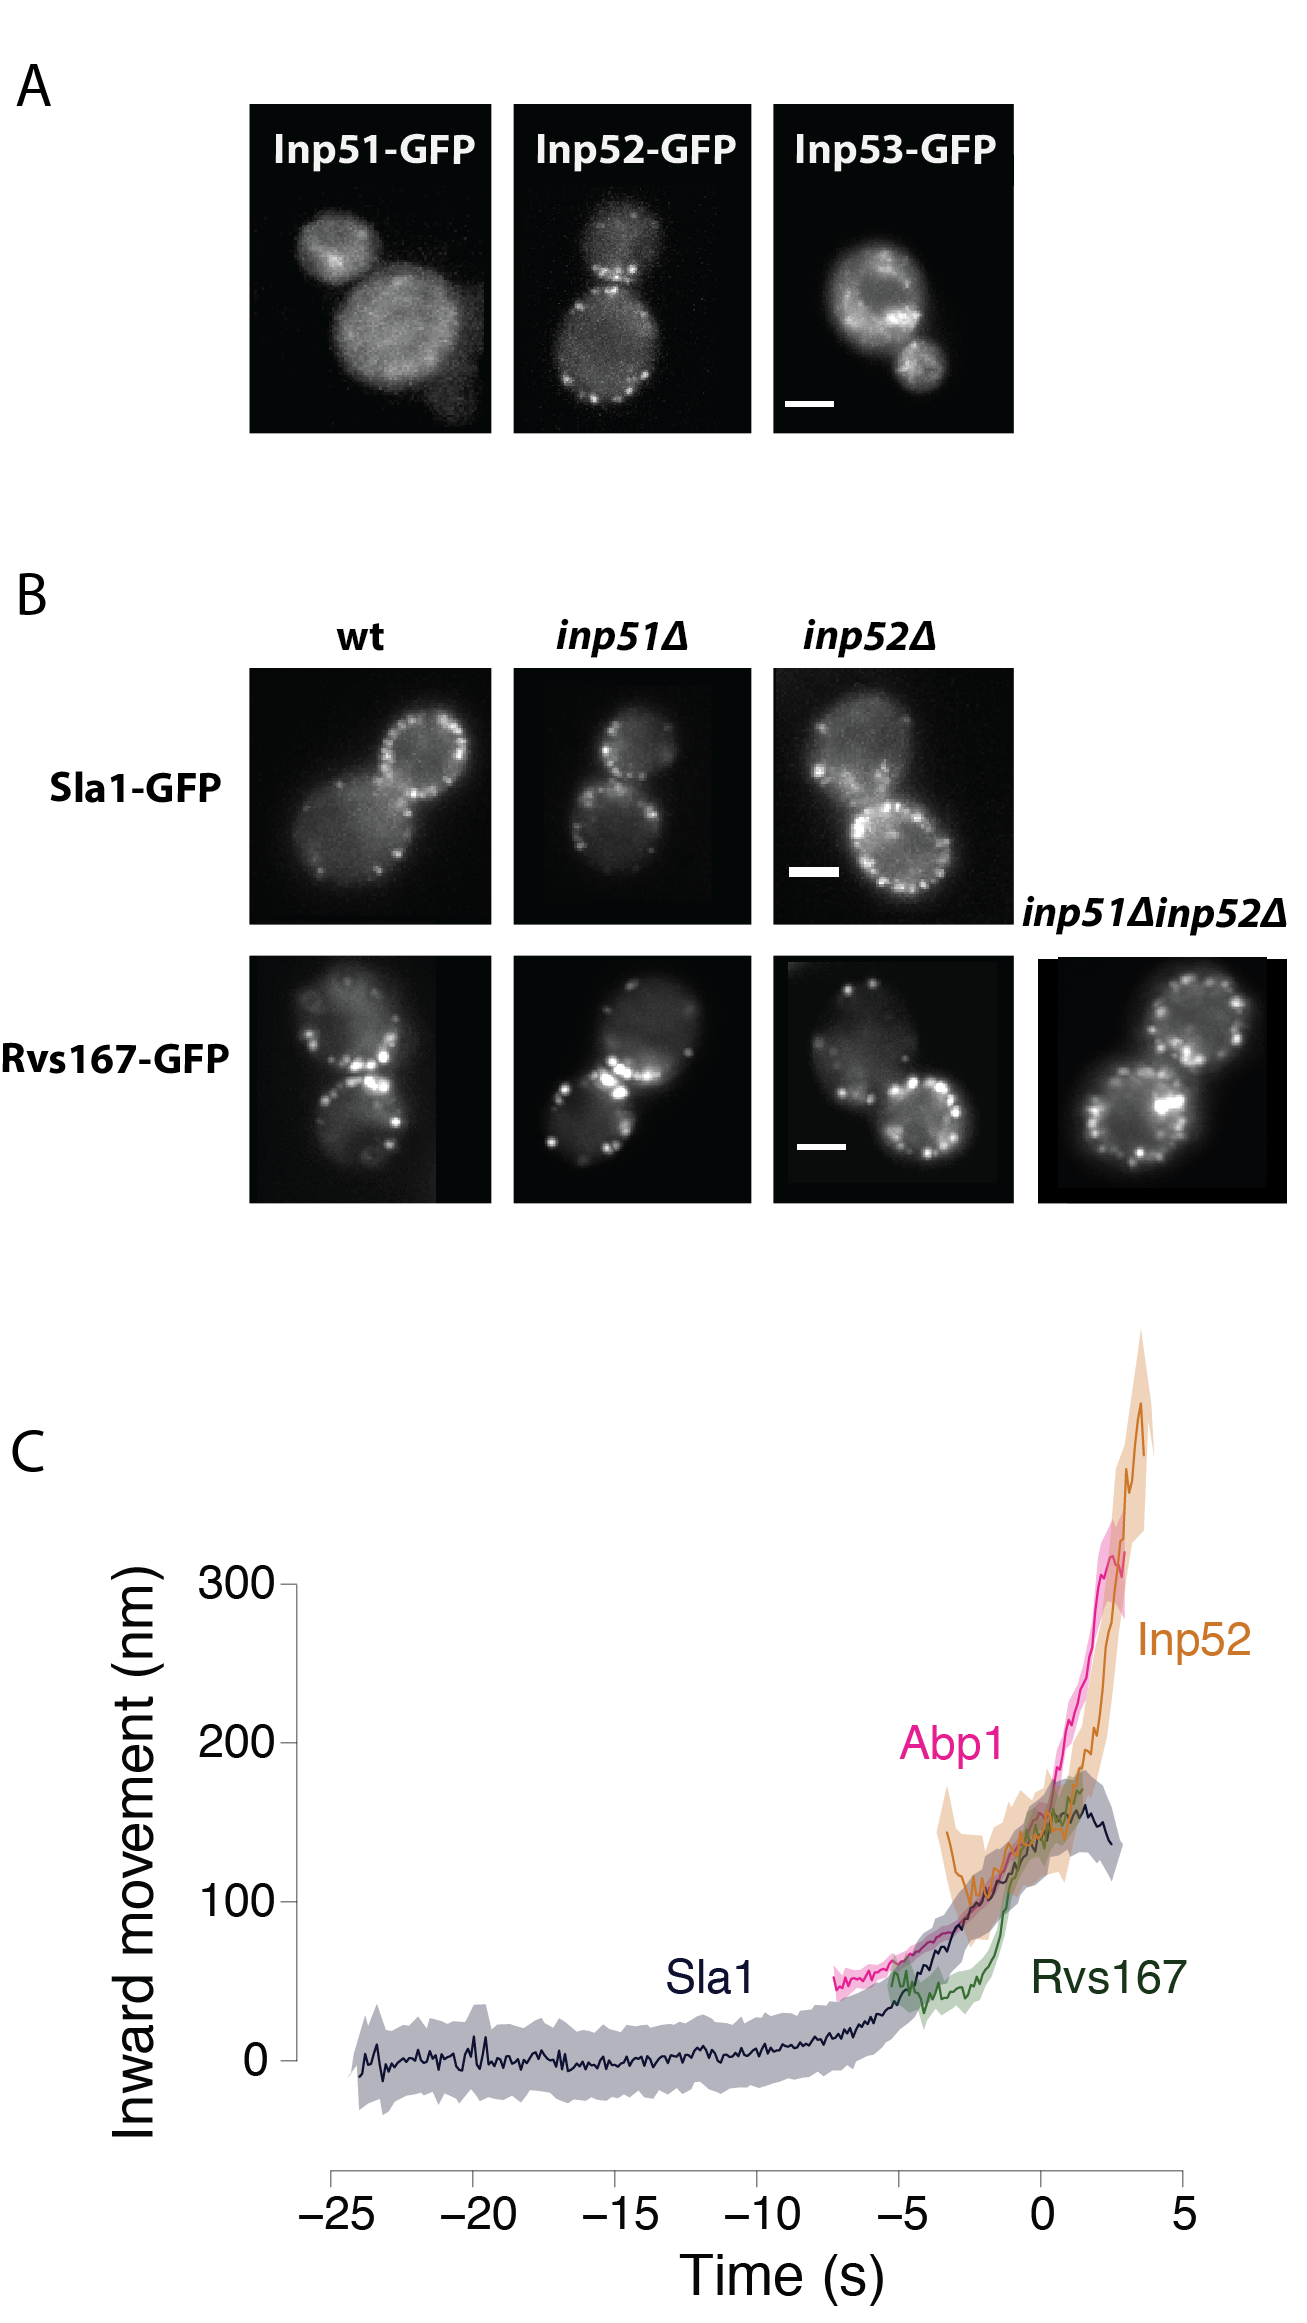 A
Inp51-GFP Inp52-GFP Inp53-GFP
B
wt inp51Δ inp52Δ
Sla1-GFP
inp51Δinp52Δ
Rvs167-GFP
C
Inward movement (nm)
300
200
100
0
Inp52
Abp1
Sla1
Rvs167
−25 −20 −15 −10 −5 0 5
Time (s)